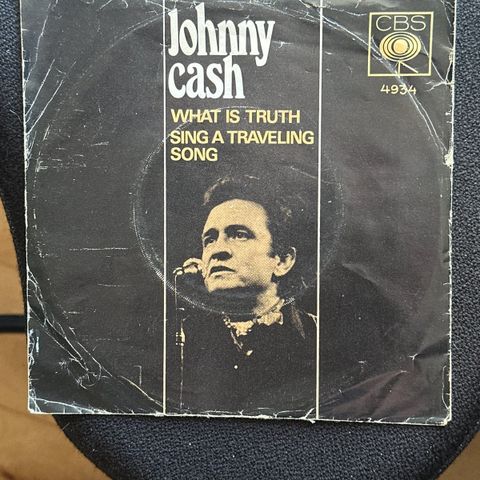 Johnny
cash
CBS
4934
WHAT IS TRUTH
SING A TRAVELING
SONG